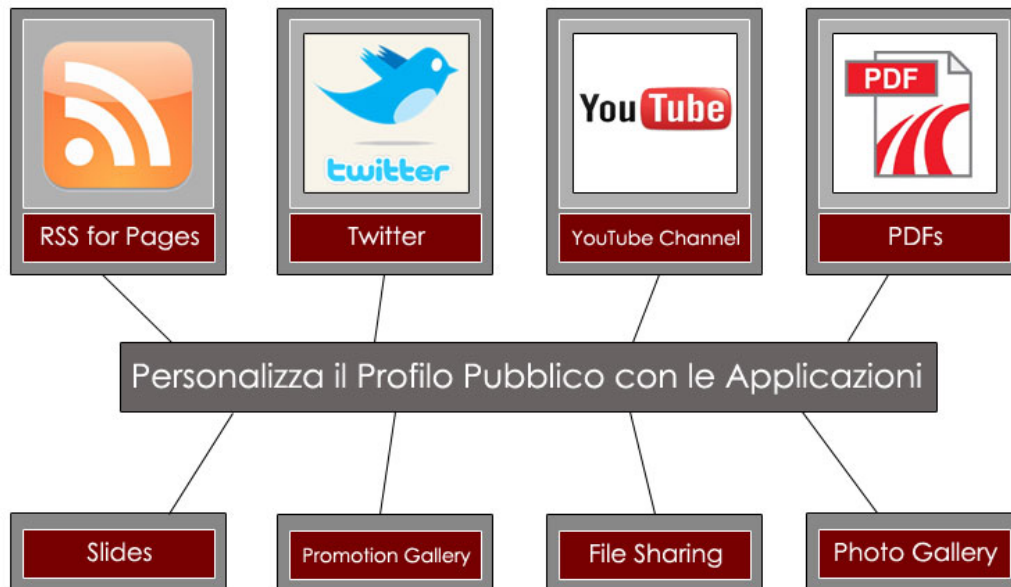 twitter
YouTube
PDF
RSS for Pages
Twitter
YouTube Channel
PDFs
Personalizza il Profilo Pubblico con le Applicazioni
Slides
Promotion Gallery
File Sharing
Photo Gallery